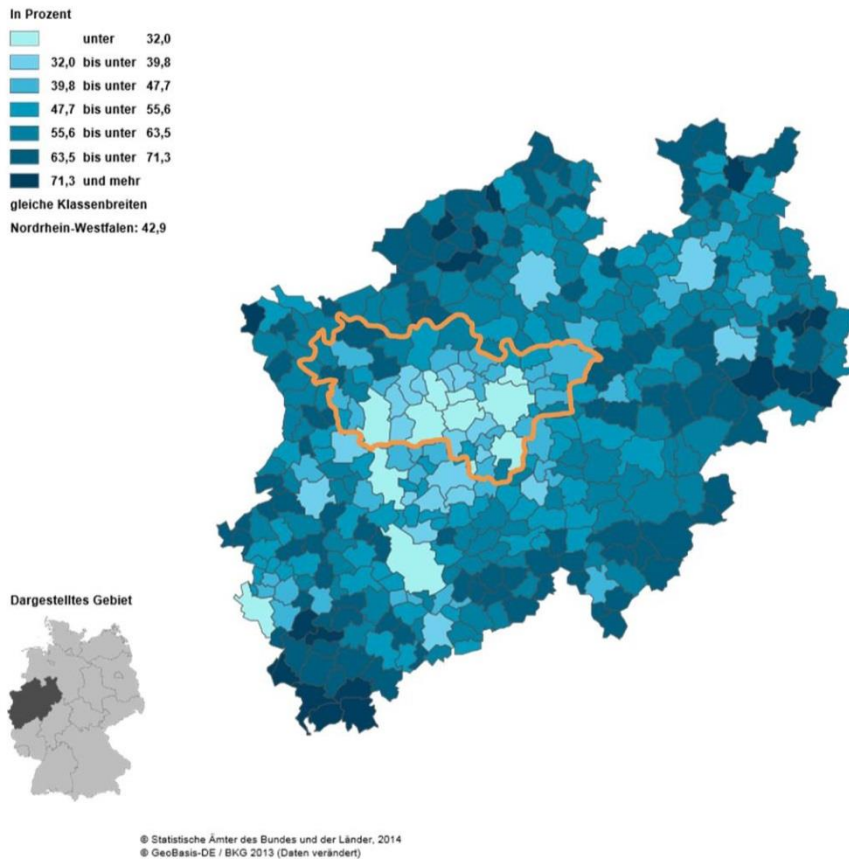 In Prozent
unter 32,0
32,0 bis unter 39,8
39,8 bis unter 47,7
47,7 bis unter 55,6
55,6 bis unter 63,5
63,5 bis unter 71,3
71,3 und mehr
gleiche Klassenbreiten
Nordrhein-Westfalen: 42,9
Dargestelltes Gebiet
© Statistische Ämter des Bundes und der Länder, 2014
© GeoBasis-DE / BKG 2013 (Daten verändert)